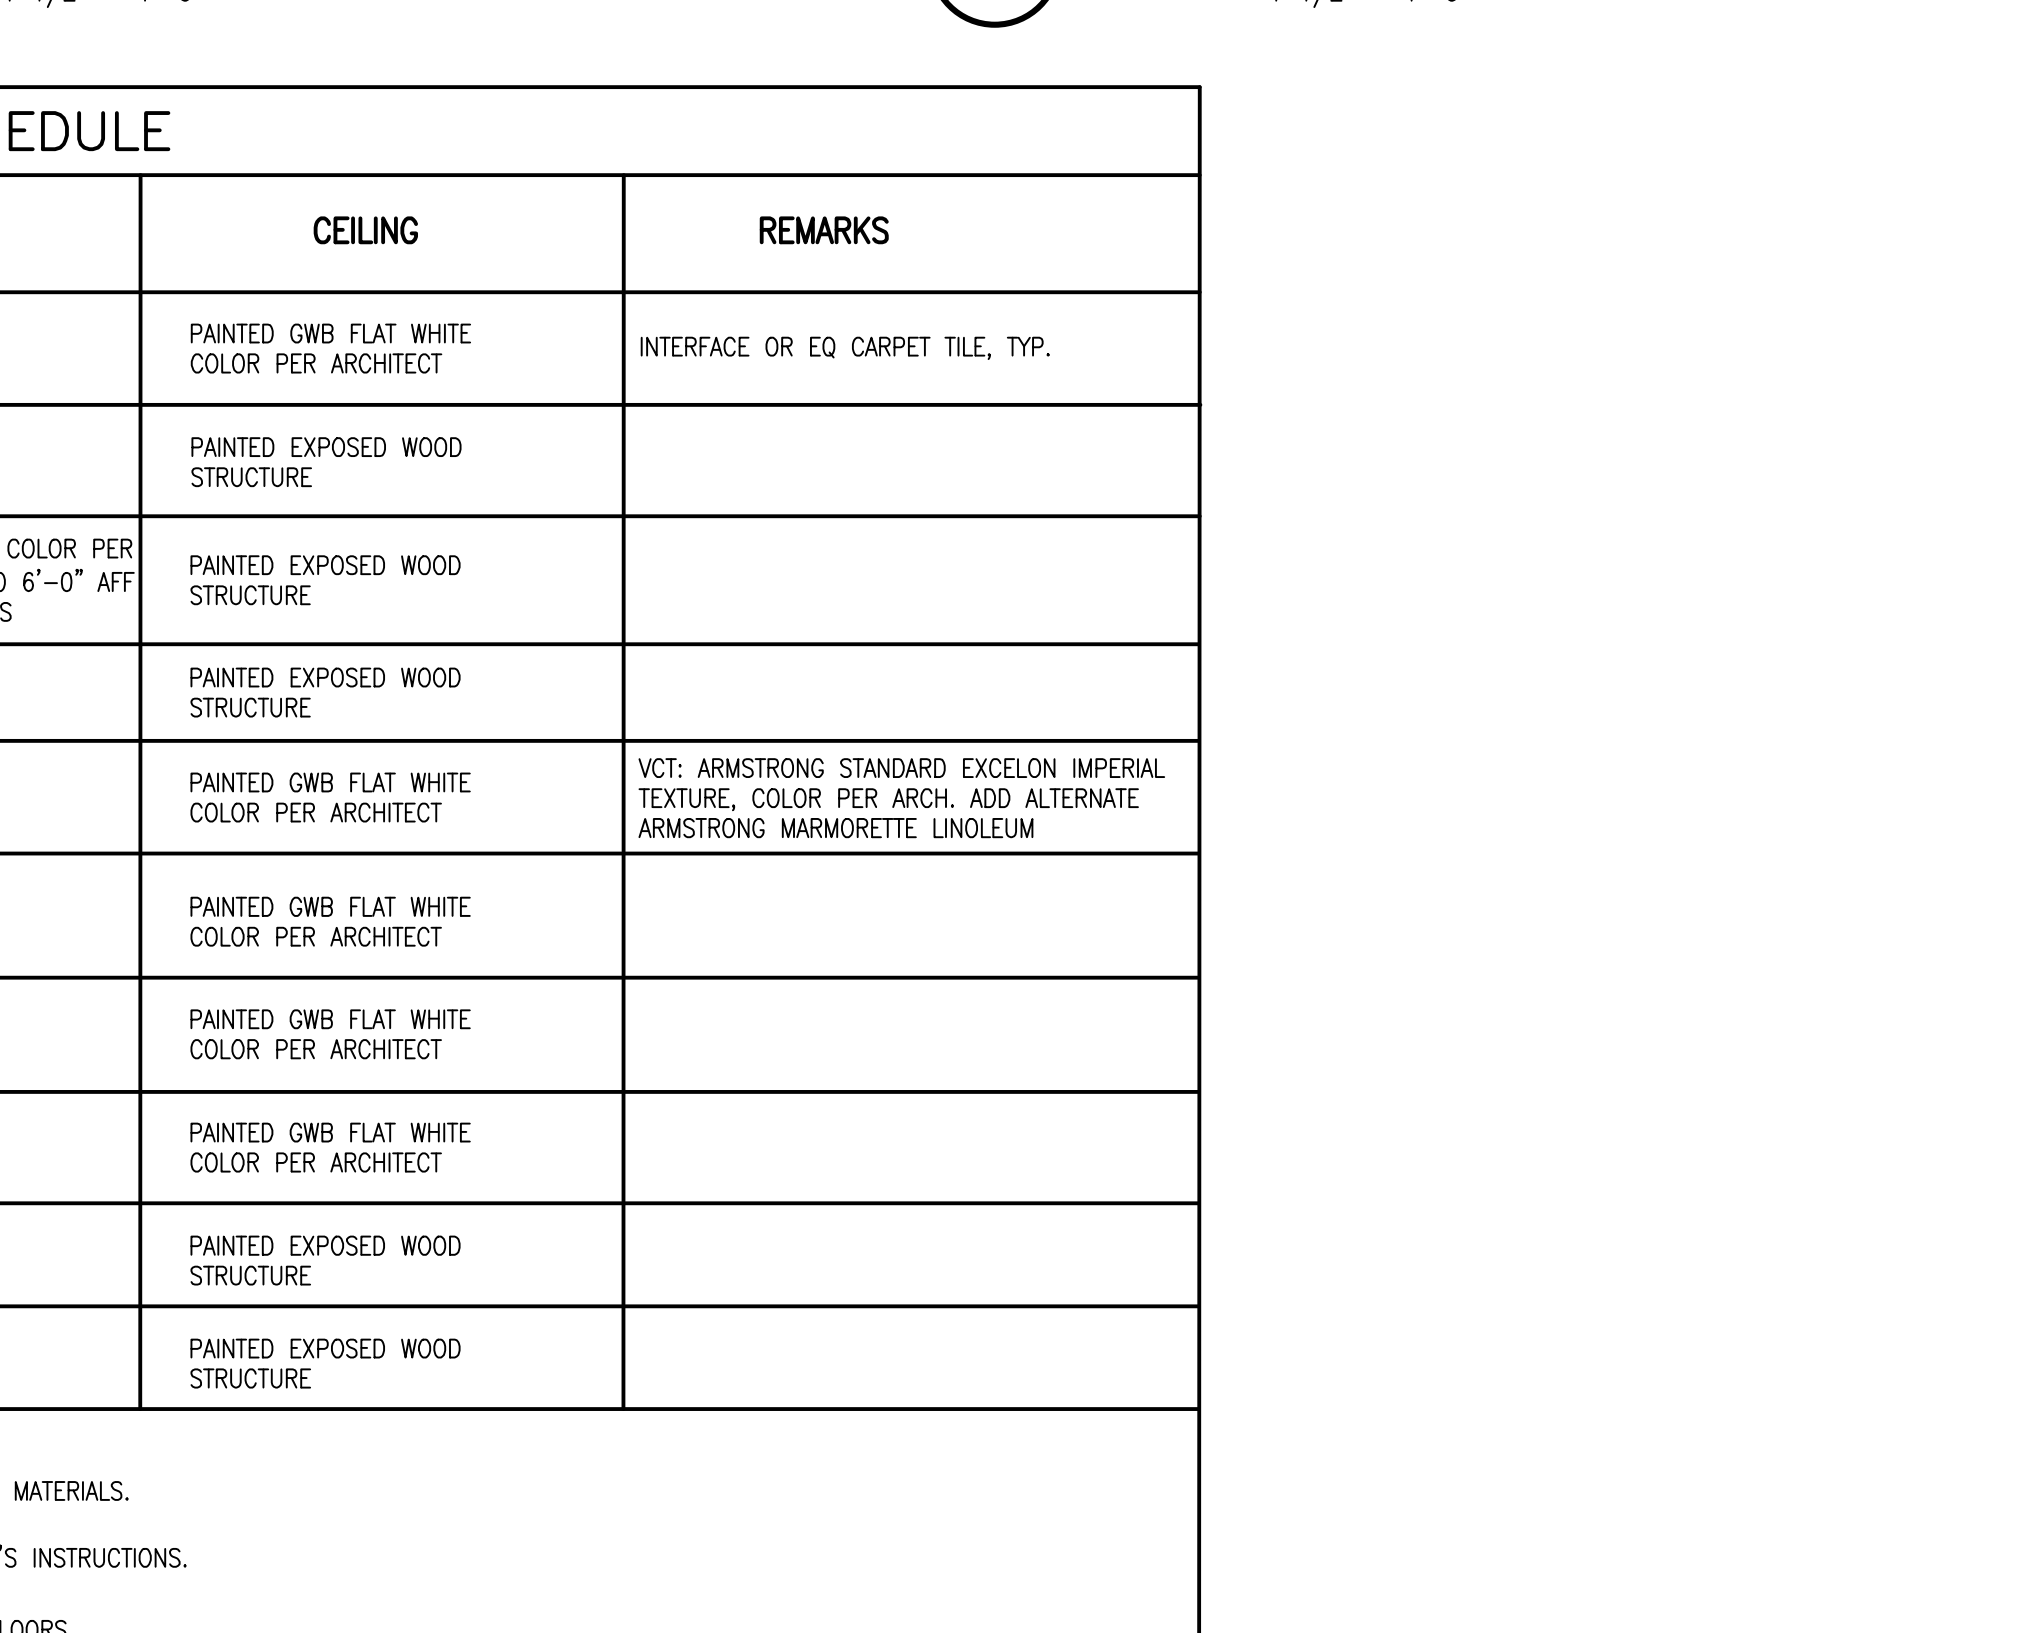 EDULE
CEILING
REMARKS
PAINTED GWB FLAT WHITE
COLOR PER ARCHITECT
INTERFACE OR EQ CARPET TILE, TYP.
PAINTED EXPOSED WOOD
STRUCTURE
COLOR PER
6'-0" AFF
S
PAINTED EXPOSED WOOD
STRUCTURE
PAINTED EXPOSED WOOD
STRUCTURE
PAINTED GWB FLAT WHITE
COLOR PER ARCHITECT
VCT: ARMSTRONG STANDARD EXCELON IMPERIAL
TEXTURE, COLOR PER ARCH. ADD ALTERNATE
ARMSTRONG MARMORETTE LINOLEUM
PAINTED GWB FLAT WHITE
COLOR PER ARCHITECT
PAINTED GWB FLAT WHITE
COLOR PER ARCHITECT
PAINTED GWB FLAT WHITE
COLOR PER ARCHITECT
PAINTED EXPOSED WOOD
STRUCTURE
PAINTED EXPOSED WOOD
STRUCTURE
MATERIALS.
'S INSTRUCTIONS.